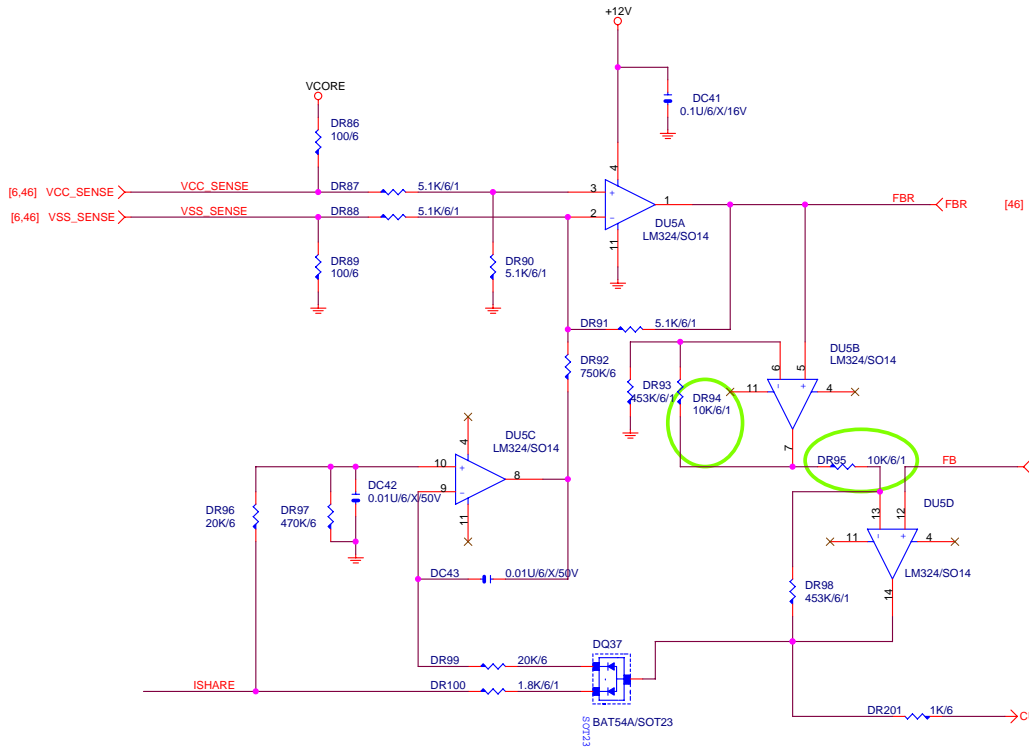 +12V
VCORE
DC41
0.1U/6/X/16V
DR86
100/6
4
[6,46] VCC_SENSE
VCC_SENSE
DR87
5.1K/6/1
3
+
1
FBR
FBR
[46]
[6,46] VSS_SENSE
VSS_SENSE
DR88
5.1K/6/1
2
-
DU5A
LM324/SO14
11
DR89
100/6
DR90
5.1K/6/1
DR91
5.1K/6/1
DU5B
LM324/SO14
DR92
750K/6
6
5
-
+
DR93
453K/6/1
DR94
10K/6/1
11
4
7
DU5C
LM324/SO14
4
10
+
8
9
-
11
DR95
10K/6/1
FB
DC42
0.01U/6/X/50V
DR96
20K/6
DR97
470K/6
13
12
DU5D
-
+
11
4
LM324/SO14
14
DC43
0.01U/6/X/50V
DR98
453K/6/1
DQ37
DR99
20K/6
ISHARE
DR100
1.8K/6/1
BAT54A/SOT23
SOT23
DR201
1K/6